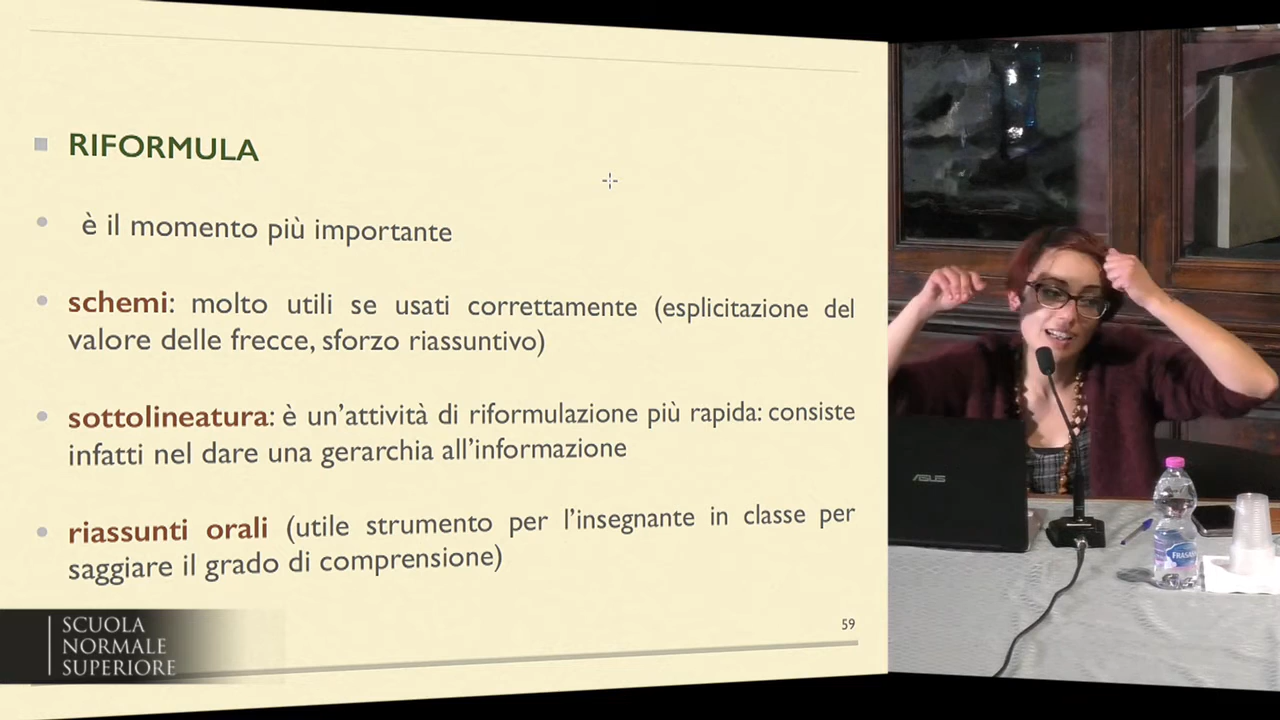 RIFORMULA
è il momento più importante
schemi: molto utili se usati correttamente (esplicitazione del
valore delle frecce, sforzo riassuntivo)
sottolineatura: è un'attività di riformulazione più rapida: consiste
infatti nel dare una gerarchia all'informazione
riassunti orali (utile strumento per l'insegnante in classe per
saggiare il grado di comprensione)
59
SCUOLA
NORMALE
SUPERIORE
ASUS